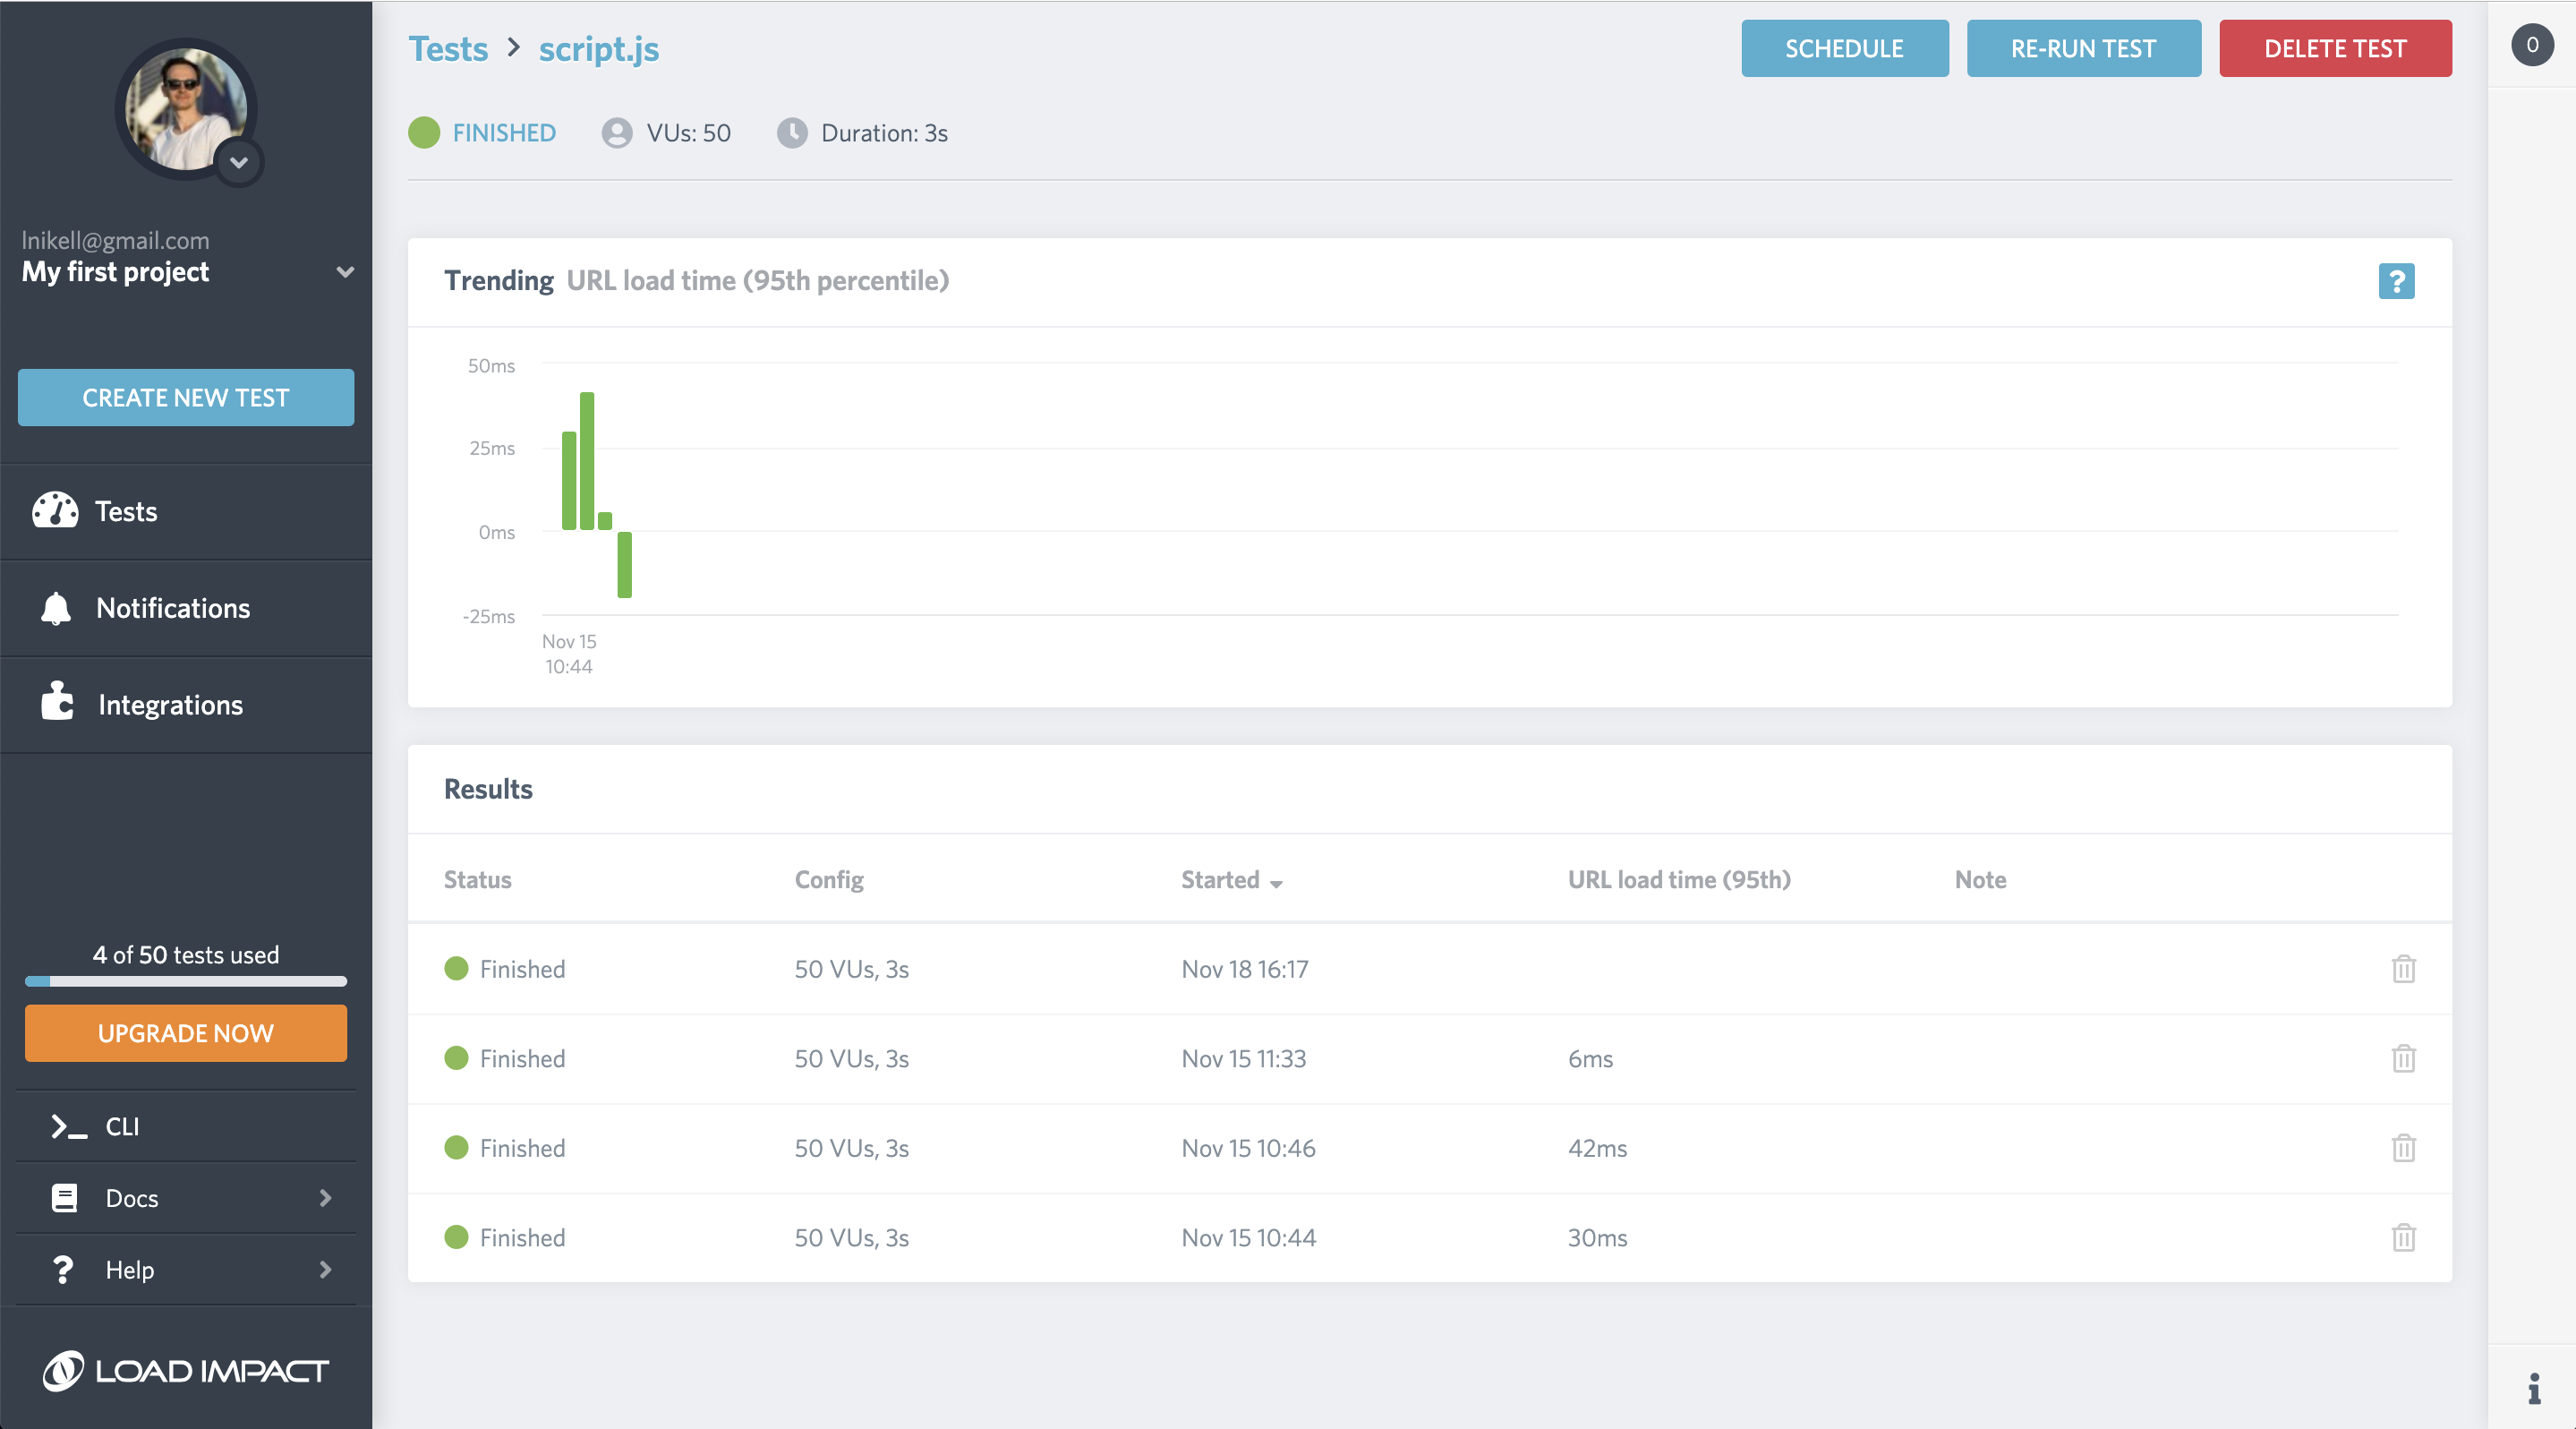 lnikell@gmail.com
My first project
CREATE NEW TEST
Tests
Notifications
Integrations
4 of 50 tests used
UPGRADE NOW
CLI
Docs
Help
LOAD IMPACT
Tests > script.js
SCHEDULE
RE-RUN TEST
DELETE TEST
0
FINISHED VUs: 50 Duration: 3s
Trending URL load time (95th percentile)
?
50ms
25ms
0ms
-25ms
Nov 15
10:44
Results
Status Config Started URL load time (95th) Note
Finished 50 VUs, 3s Nov 18 16:17
Finished 50 VUs, 3s Nov 15 11:33 6ms
Finished 50 VUs, 3s Nov 15 10:46 42ms
Finished 50 VUs, 3s Nov 15 10:44 30ms